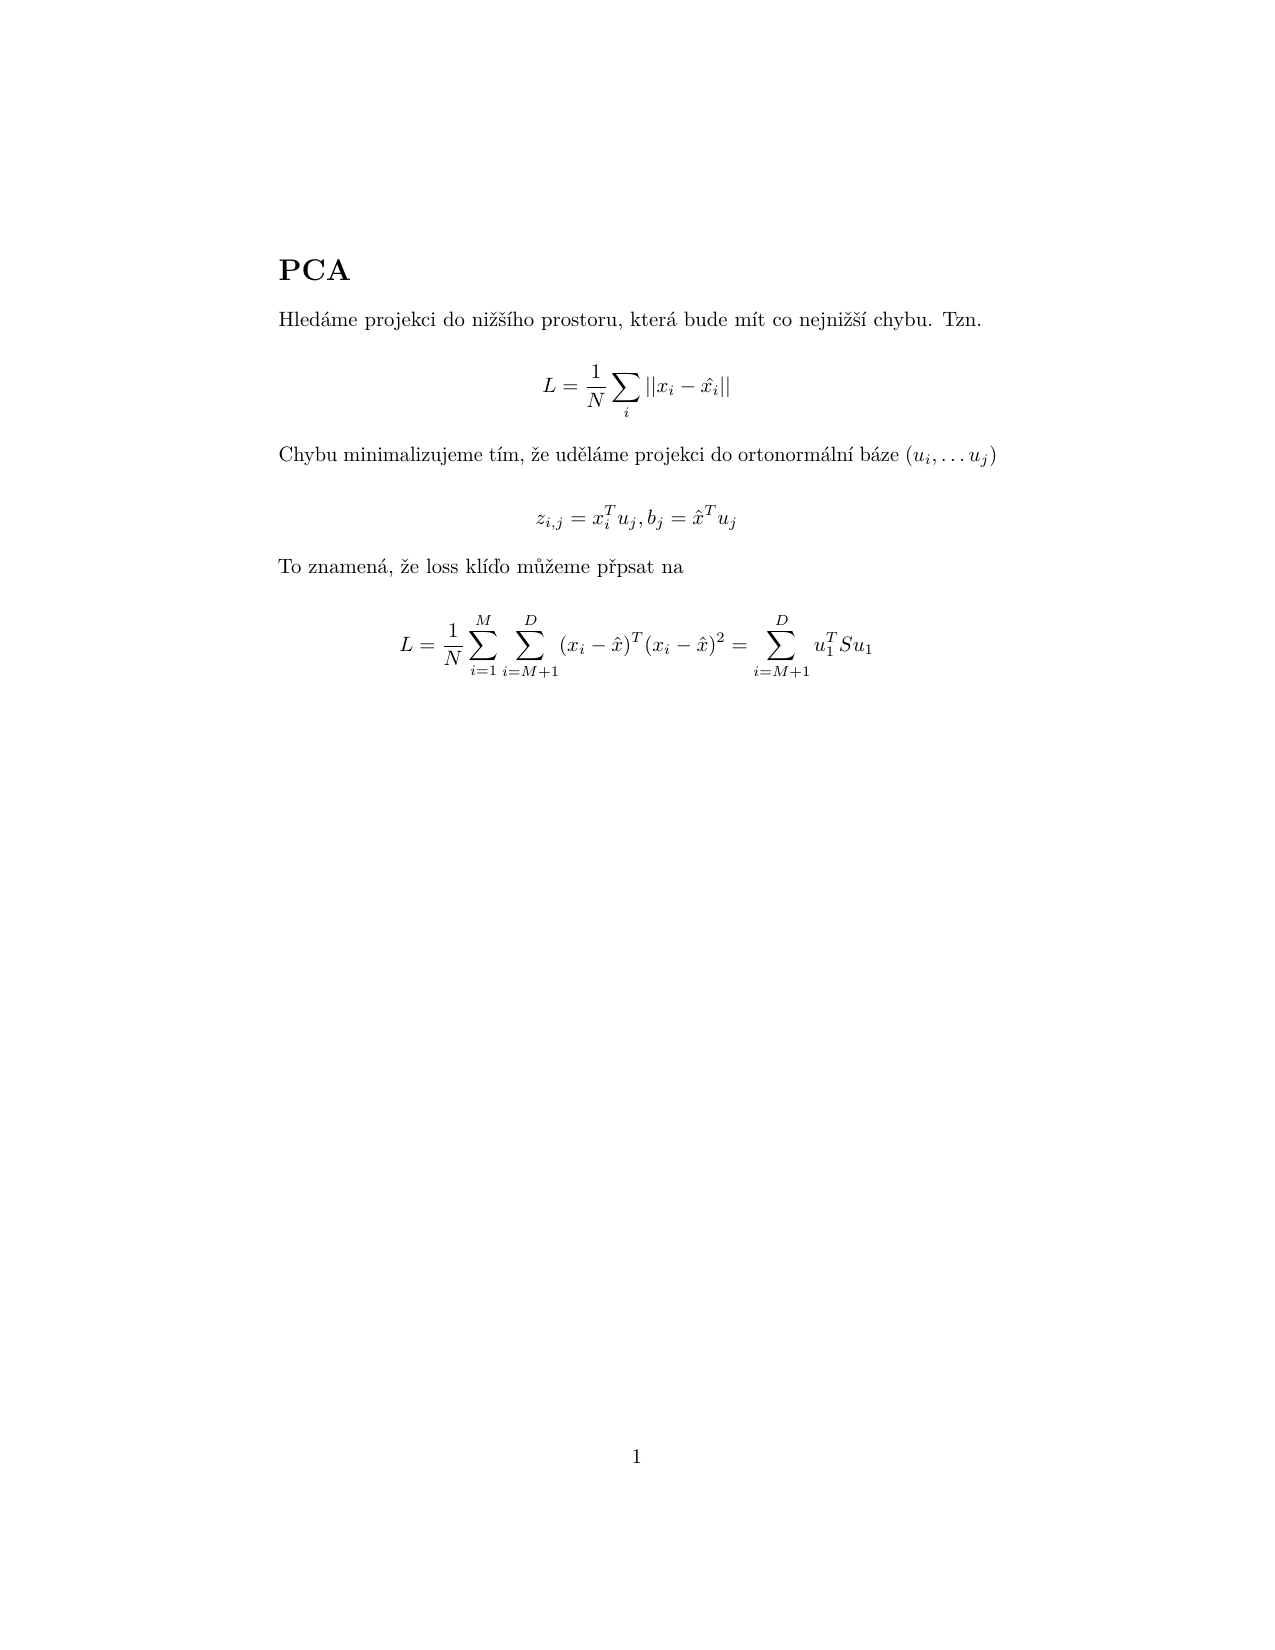 PCA
Hledáme projekci do nižšího prostoru, která bude mít co nejnižší chybu. Tzn.
L = \frac{1}{N} \sum_{i} ||x_i - \hat{x_i}||
Chybu minimalizujeme tím, že uděláme projekci do ortonormální báze (u_i, \dots u_j)
z_{i,j} = x_i^T u_j, b_j = \hat{x}^T u_j
To znamená, že loss klíďo můžeme přpsat na
L = \frac{1}{N} \sum_{i=1}^{M} \sum_{i=M+1}^{D} (x_i - \hat{x})^T (x_i - \hat{x})^2 = \sum_{i=M+1}^{D} u_1^T S u_1
1